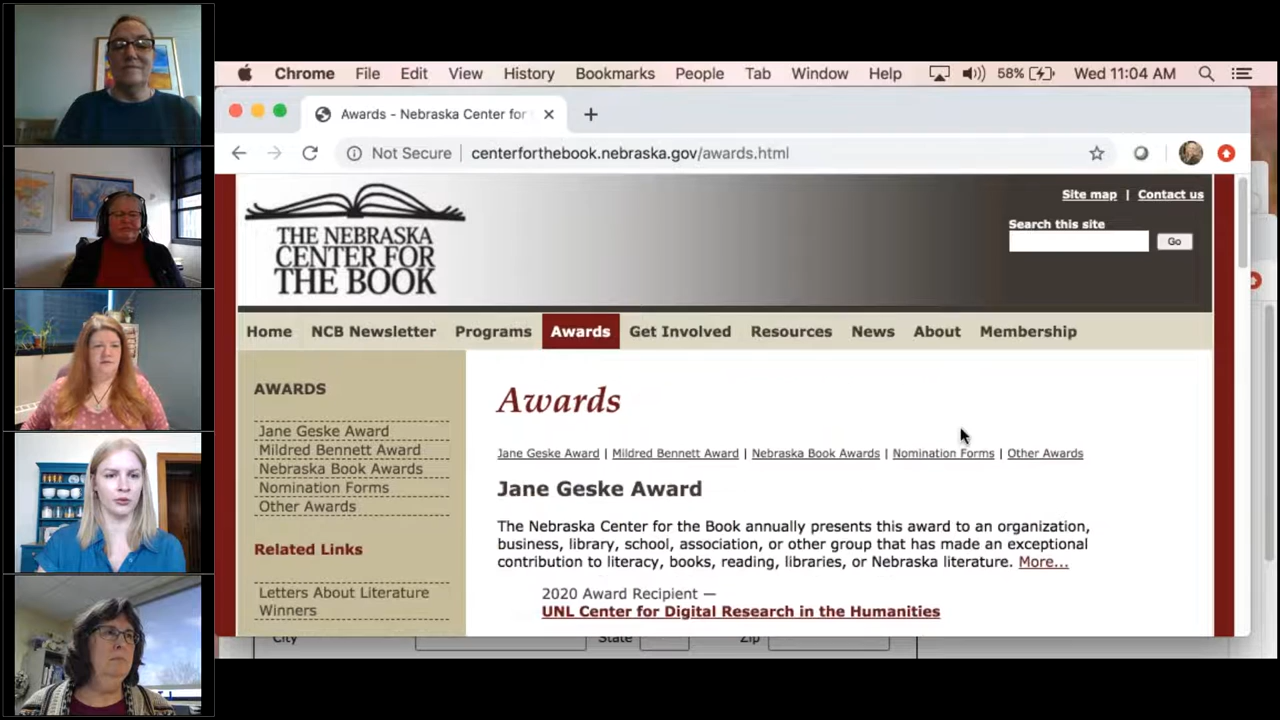 Chrome File Edit View History Bookmarks People Tab Window Help 58% Wed 11:04 AM
Awards - Nebraska Center for
Not Secure centerforthebook.nebraska.gov/awards.html
Site map | Contact us
Search this site
Go
THE NEBRASKA
CENTER FOR
THE BOOK
Home NCB Newsletter Programs Awards Get Involved Resources News About Membership
AWARDS
Jane Geske Award
Mildred Bennett Award
Nebraska Book Awards
Nomination Forms
Other Awards
Related Links
Letters About Literature
Winners
Awards
Jane Geske Award | Mildred Bennett Award | Nebraska Book Awards | Nomination Forms | Other Awards
Jane Geske Award
The Nebraska Center for the Book annually presents this award to an organization,
business, library, school, association, or other group that has made an exceptional
contribution to literacy, books, reading, libraries, or Nebraska literature. More...
2020 Award Recipient —
UNL Center for Digital Research in the Humanities
City State Zip